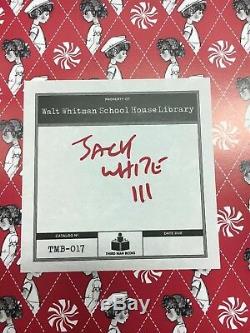 PROPERTY OF
Walt Whitman School House Library
JACK
WHITE
III
CATALOG Nº
DATE DUE
TMB-017
THIRD MAN BOOKS